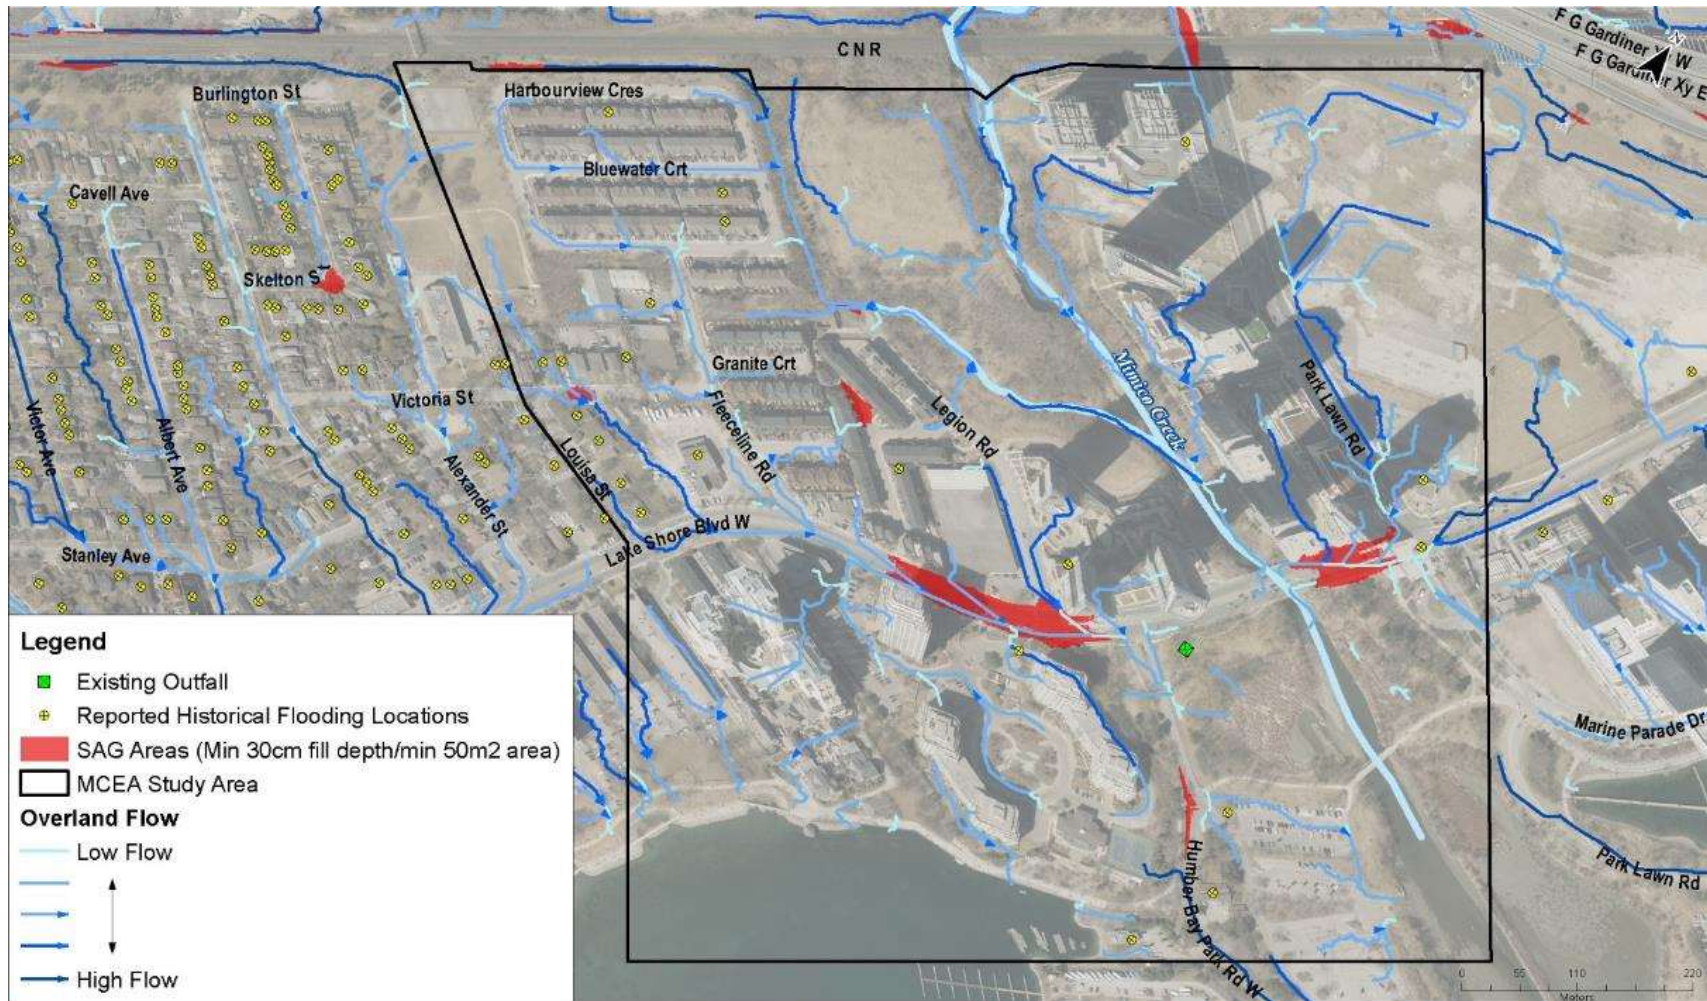 F G Gardiner Xy W
N
C N R
F G Gardiner Xy E
Burlington St
Harbourview Cres
Bluewater Crt
Cavell Ave
Skelton St
Mimico Creek
Granite Crt
Victoria St
Park Lawn Rd
Fleeceline Rd
Legion Rd
Victor Ave
Albert Ave
Louisa St
Alexander St
Lake Shore Blvd W
Stanley Ave
Legend
Existing Outfall
Reported Historical Flooding Locations
SAG Areas (Min 30cm fill depth/min 50m2 area)
MCEA Study Area
Overland Flow
Low Flow
High Flow
Marine Parade Dr
Park Lawn Rd
Humber Bay Park Rd W
0 55 110 220
Meters